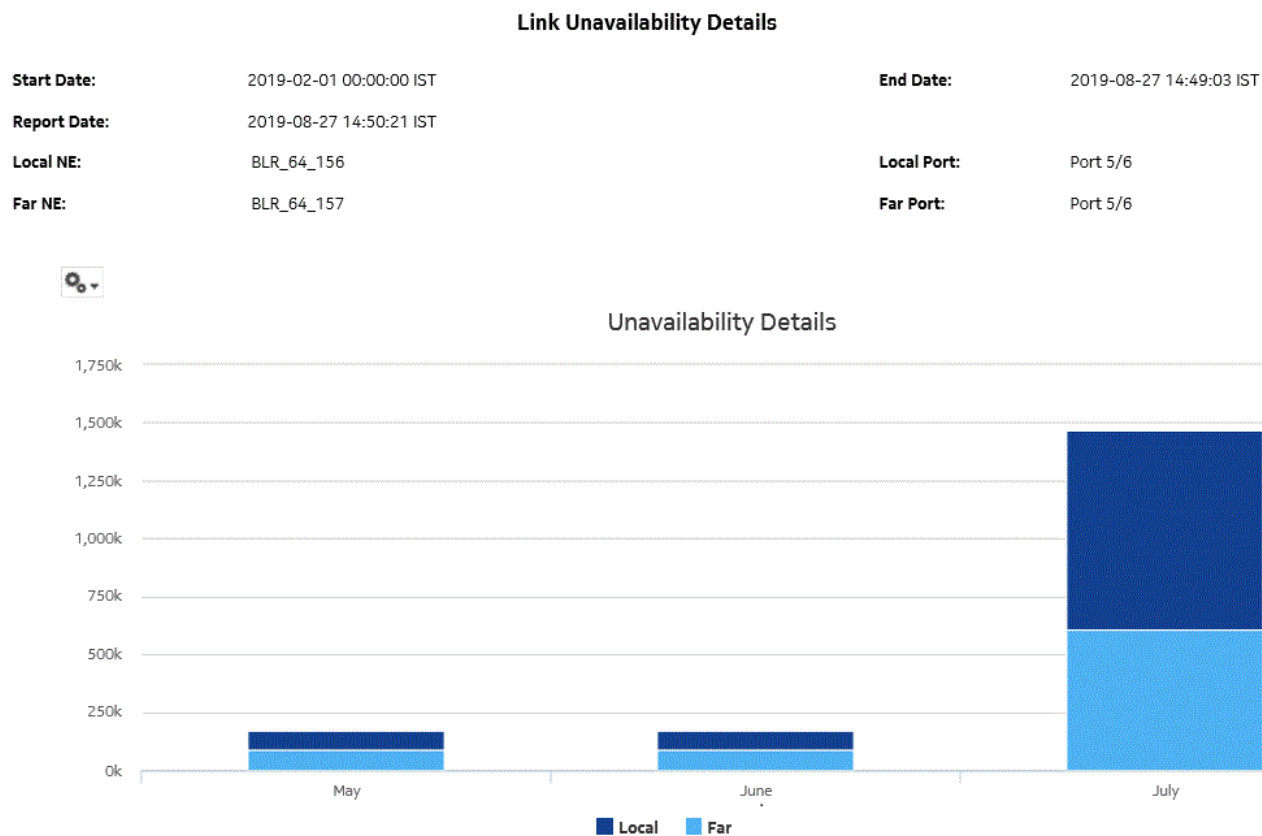 Link Unavailability Details
Start Date: 2019-02-01 00:00:00 IST End Date: 2019-08-27 14:49:03 IST
Report Date: 2019-08-27 14:50:21 IST
Local NE: BLR_64_156 Local Port: Port 5/6
Far NE: BLR_64_157 Far Port: Port 5/6
Unavailability Details
1,750k
1,500k
1,250k
1,000k
750k
500k
250k
0k
May June July
Local Far